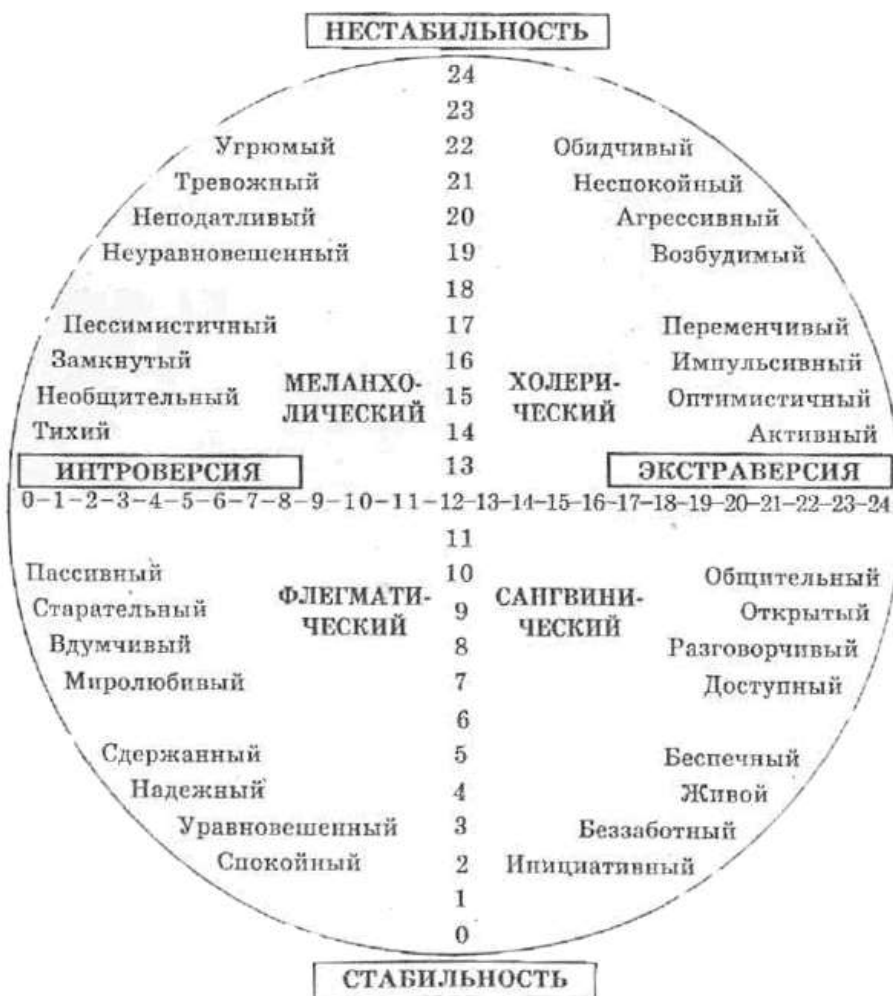 НЕСТАБИЛЬНОСТЬ
24
23
Угрюмый 22 Обидчивый
Тревожный 21 Неспокойный
Неподатливый 20 Агрессивный
Неуравновешенный 19 Возбудимый
18
Пессимистичный 17 Переменчивый
Замкнутый 16 Импульсивный
Необщительный МЕЛАНХО- 15 ХОЛЕРИ- Оптимистичный
Тихий ЛИЧЕСКИЙ 14 ЧЕСКИЙ Активный
ИНТРОВЕРСИЯ 13 ЭКСТРАВЕРСИЯ
0-1-2-3-4-5-6-7-8-9-10-11-12-13-14-15-16-17-18-19-20-21-22-23-24
11
Пассивный ФЛЕГМАТИ- 10 САНГВИНИ- Общительный
Старательный ЧЕСКИЙ 9 ЧЕСКИЙ Открытый
Вдумчивый 8 Разговорчивый
Миролюбивый 7 Доступный
6
Сдержанный 5 Беспечный
Надежный 4 Живой
Уравновешенный 3 Беззаботный
Спокойный 2 Инициативный
1
0
СТАБИЛЬНОСТЬ